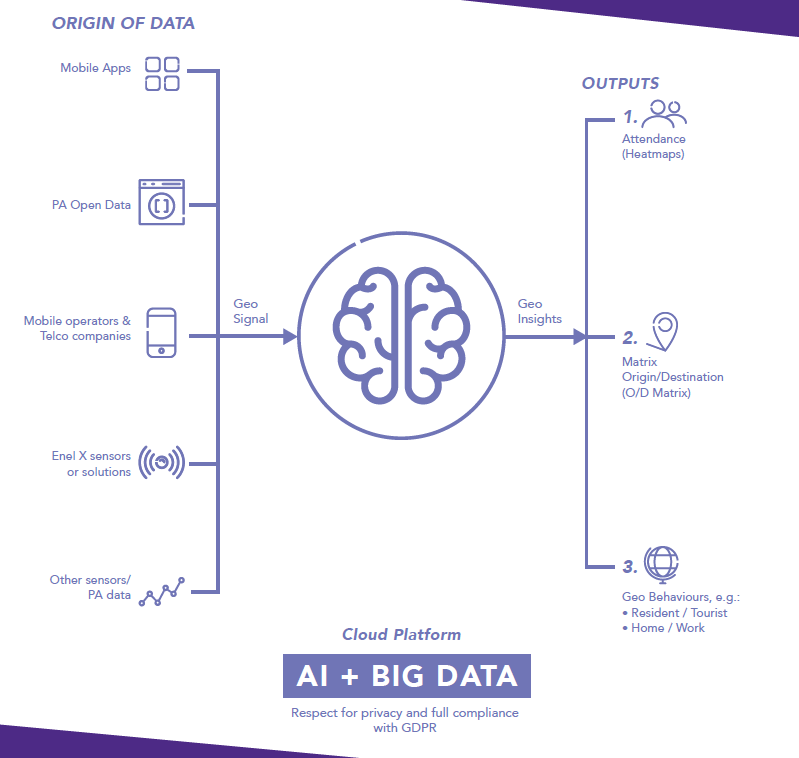 ORIGIN OF DATA
Mobile Apps
PA Open Data
Mobile operators &
Telco companies
Enel X sensors
or solutions
Other sensors/
PA data
Geo
Signal
Geo
Insights
OUTPUTS
1.
Attendance
(Heatmaps)
2.
Matrix
Origin/Destination
(O/D Matrix)
3.
Geo Behaviours, e.g.:
• Resident / Tourist
• Home / Work
Cloud Platform
AI + BIG DATA
Respect for privacy and full compliance
with GDPR